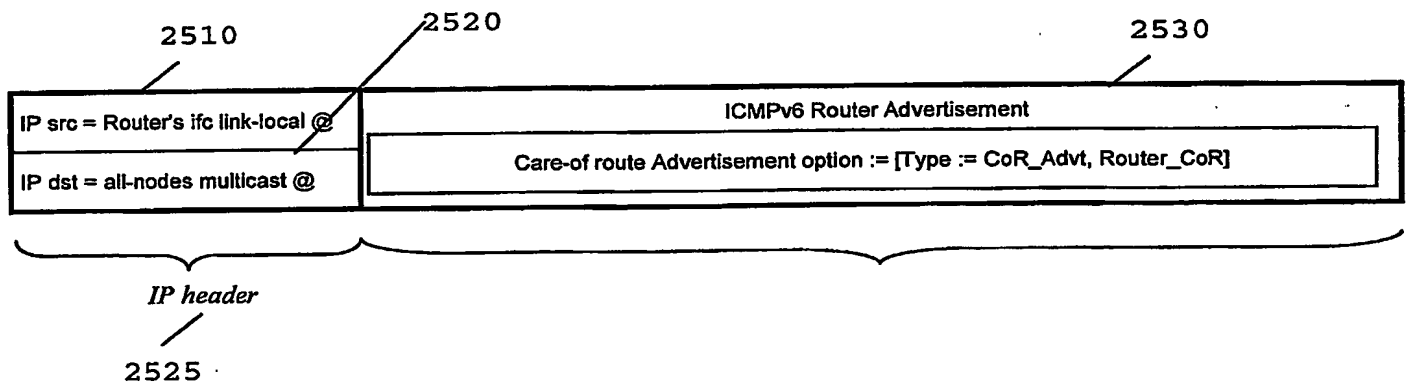 2510
2520
2530
IP src = Router's ifc link-local @
ICMPv6 Router Advertisement
Care-of route Advertisement option := [Type := CoR_Advt, Router_CoR]
IP dst = all-nodes multicast @
IP header
2525